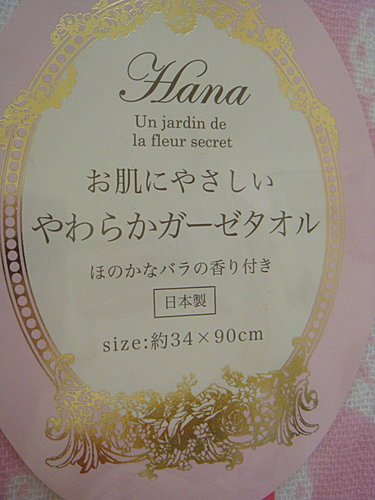 Hana
Un jardin de
la fleur secret
お肌にやさしい
やわらかガーゼタオル
ほのかなバラの香り付き
日本製
size:約34×90cm